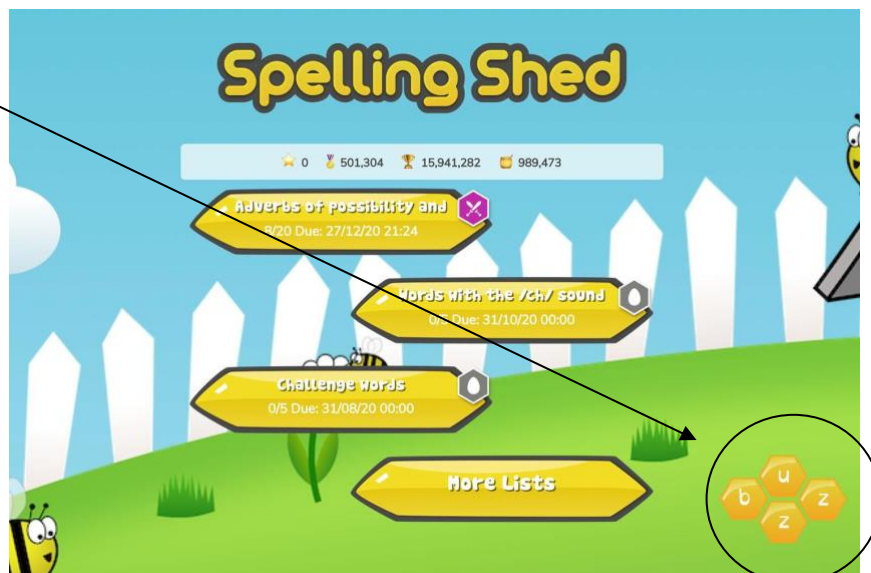 Spelling Shed
0 501,304 15,941,282 989,473
Adverbs of possibility and
8/20 Due: 27/12/20 21:24
Words with the /ch/ sound
0/5 Due: 31/10/20 00:00
Challenge words
0/5 Due: 31/08/20 00:00
More Lists
b u z z